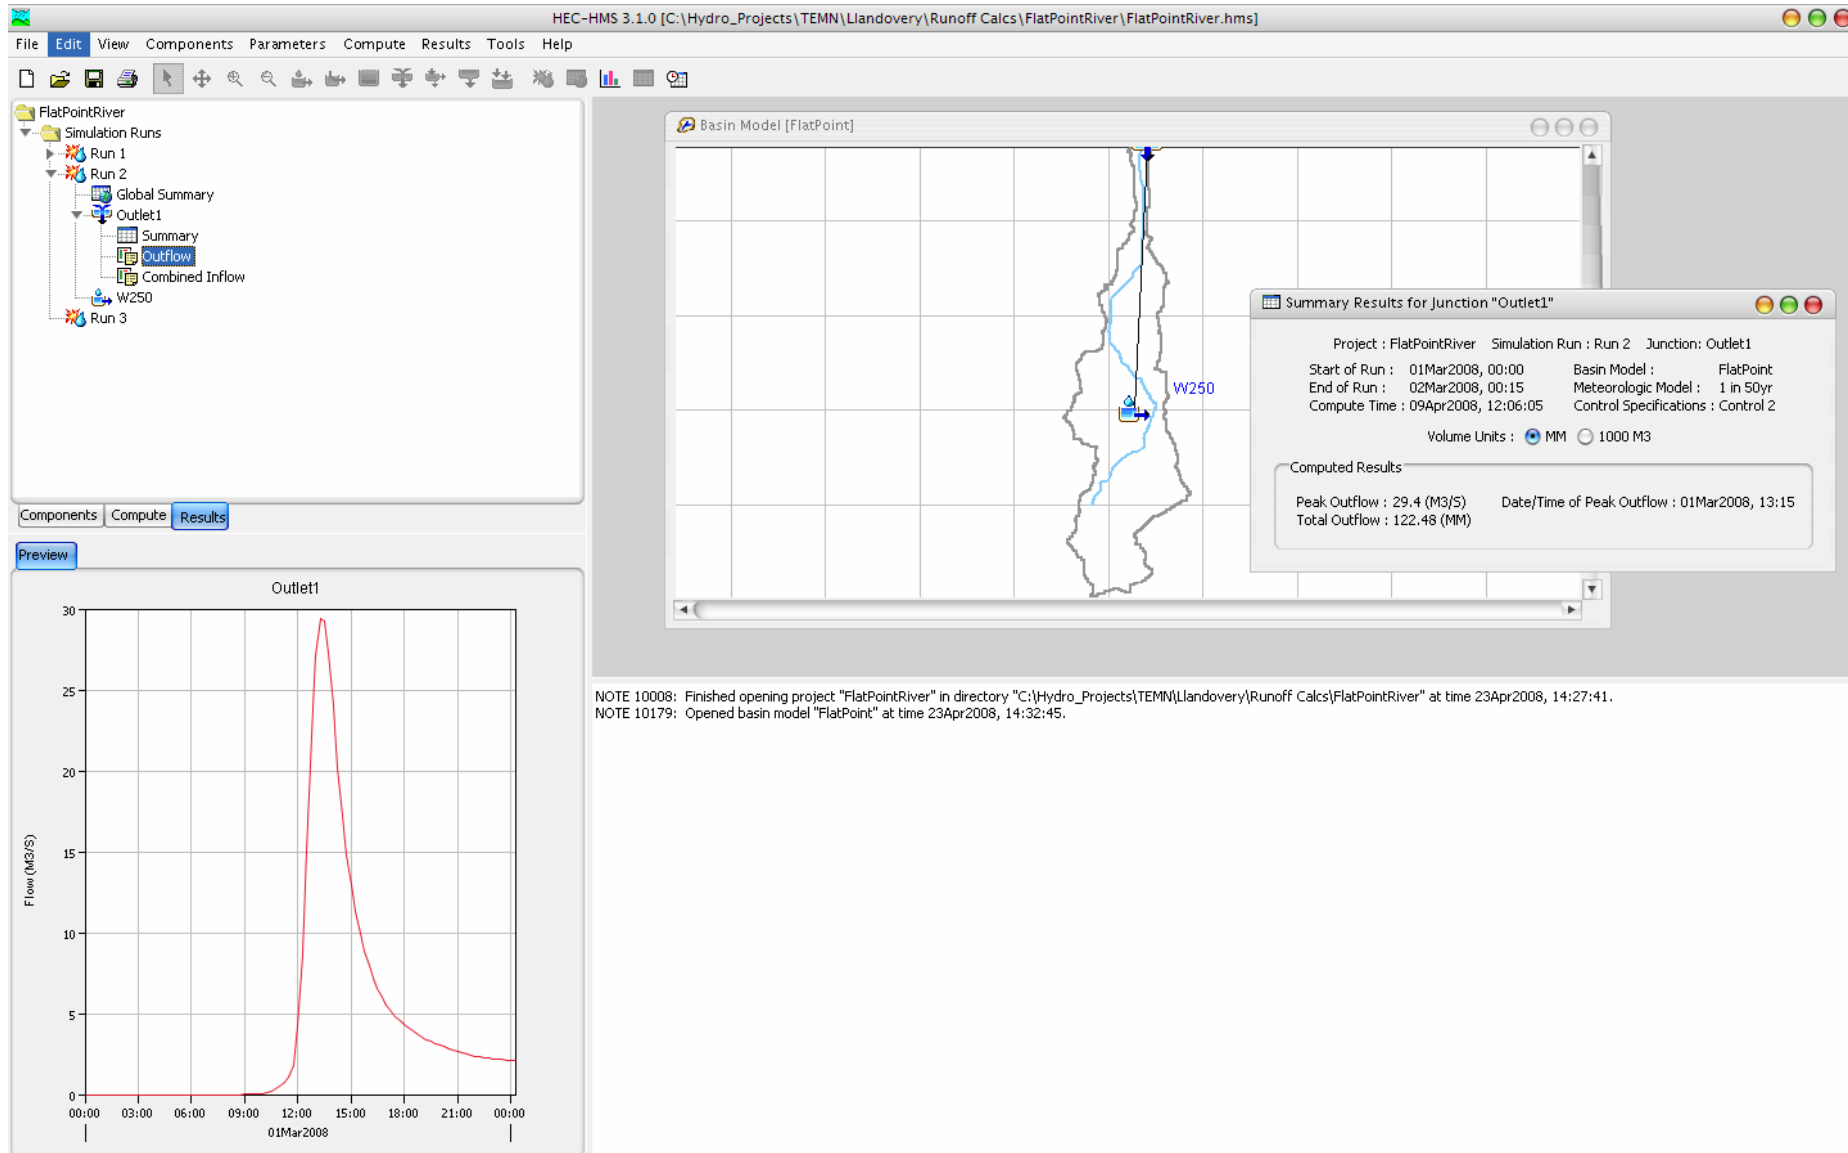 HEC-HMS 3.1.0 [C:\Hydro_Projects\TEMN\Llandovery\Runoff Calcs\FlatPointRiver\FlatPointRiver.hms]
File Edit View Components Parameters Compute Results Tools Help
FlatPointRiver
Simulation Runs
Run 1
Run 2
Global Summary
Outlet1
Summary
Outflow
Combined Inflow
W250
Run 3
Components Compute Results
Preview
Outlet1
30
25
20
15
10
5
0
Flow (M3/S)
00:00 03:00 06:00 09:00 12:00 15:00 18:00 21:00 00:00
01Mar2008
Basin Model [FlatPoint]
W250
Summary Results for Junction "Outlet1"
Project : FlatPointRiver Simulation Run : Run 2 Junction: Outlet1
Start of Run : 01Mar2008, 00:00 Basin Model : FlatPoint
End of Run : 02Mar2008, 00:15 Meteorologic Model : 1 in 50yr
Compute Time : 09Apr2008, 12:06:05 Control Specifications : Control 2
Volume Units : MM 1000 M3
Computed Results
Peak Outflow : 29.4 (M3/S) Date/Time of Peak Outflow : 01Mar2008, 13:15
Total Outflow : 122.48 (MM)
NOTE 10008: Finished opening project "FlatPointRiver" in directory "C:\Hydro_Projects\TEMN\Llandovery\Runoff Calcs\FlatPointRiver" at time 23Apr2008, 14:27:41.
NOTE 10179: Opened basin model "FlatPoint" at time 23Apr2008, 14:32:45.